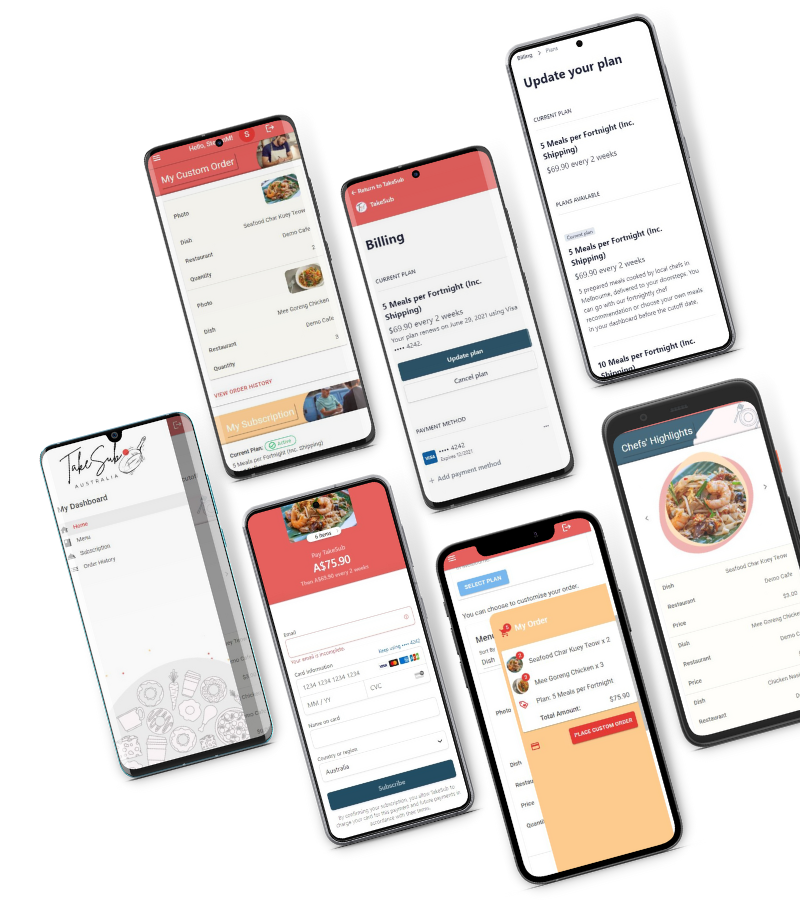 Billing > Plans
Update your plan
CURRENT PLAN
5 Meals per Fortnight (Inc.
Shipping)
$69.90 every 2 weeks
PLANS AVAILABLE
Current plan
5 Meals per Fortnight (Inc.
Shipping)
$69.90 every 2 weeks
5 prepared meals cooked by local chefs in
Melbourne, delivered to your doorsteps. You
can go with our fortnightly chef
recommendation or choose your own meals
in your dashboard before the cutoff date.
10 Meals per Fortnight (Inc.
Shipping)
Hello,
S
My Custom Order
Photo
Dish Seafood Char Kuey Teow
Restaurant Demo Cafe
Quantity 2
Photo
Dish Mee Goreng Chicken
Restaurant Demo Cafe
Quantity 3
VIEW ORDER HISTORY
My Subscription
Current Plan: Active
5 Meals per Fortnight (Inc. Shipping)
← Return to TakeSub
TakeSub
Billing
CURRENT PLAN
5 Meals per Fortnight (Inc.
Shipping)
$69.90 every 2 weeks
Your plan renews on June 29, 2021 using Visa
•••• 4242.
Update plan
Cancel plan
PAYMENT METHOD
VISA •••• 4242 ···
Expires 12/2021
+ Add payment method
TakeSub
AUSTRALIA
My Dashboard
Home
Menu
Subscription
Order History
5 items
Pay TakeSub
A$75.90
Then A$69.90 every 2 weeks
Email
Your email is incomplete.
Card information Keep using •••• 4242
1234 1234 1234 1234 VISA
MM / YY CVC
Name on card
Country or region
Australia
Subscribe
By confirming your subscription, you allow TakeSub to
charge your card for this payment and future payments in
accordance with their terms.
SELECT PLAN
You can choose to customise your order.
Menu
Sort By
Dish
Photo
Dish
Price
My Order
Seafood Char Kuey Teow x 2
Mee Goreng Chicken x 3
Plan: 5 Meals per Fortnight
Total Amount: $75.90
PLACE CUSTOM ORDER
Chefs' Highlights
Dish Seafood Char Kuey Teow
Restaurant Demo Cafe
Price $3.00
Dish Mee Goreng
Restaurant Demo
Price
Dish Chicken
Restaurant